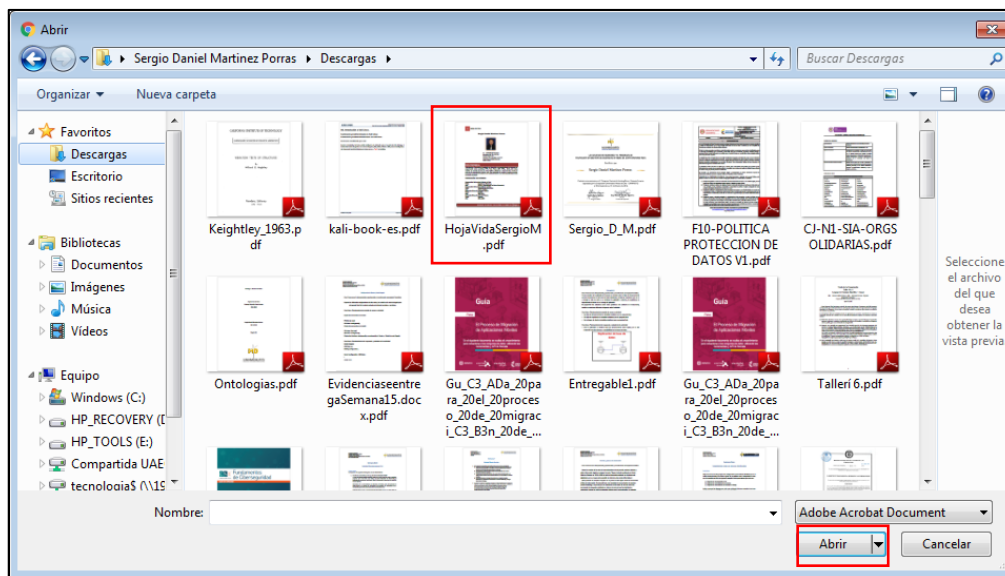 Abrir
Sergio Daniel Martinez Porras Descargas
Buscar Descargas
Organizar Nueva carpeta
Favoritos
Descargas
Escritorio
Sitios recientes
Bibliotecas
Documentos
Imágenes
Música
Vídeos
Equipo
Windows (C:)
HP_RECOVERY (D
HP_TOOLS (E:)
Compartida UAE
tecnologia$ (\\19
Keightley_1963.p
df
kali-book-es.pdf
HojaVidaSergioM
.pdf
Sergio_D_M.pdf
F10-POLITICA
PROTECCION DE
DATOS V1.pdf
CJ-N1-SIA-ORGS
OLIDARIAS.pdf
Guía
Guía
Ontologias.pdf
Evidenciaseentre
gaSemana15.doc
x.pdf
Gu_C3_ADa_20pa
ra_20el_20proces
o_20de_20migrac
i_C3_B3n_20de_...
Entregable1.pdf
Gu_C3_ADa_20pa
ra_20el_20proces
o_20de_20migrac
i_C3_B3n_20de_...
Tallerí 6.pdf
Fundamentos
de Ciberseguridad
Seleccione
el archivo
del que
desea
obtener la
vista previa
Nombre:
Adobe Acrobat Document
Abrir
Cancelar